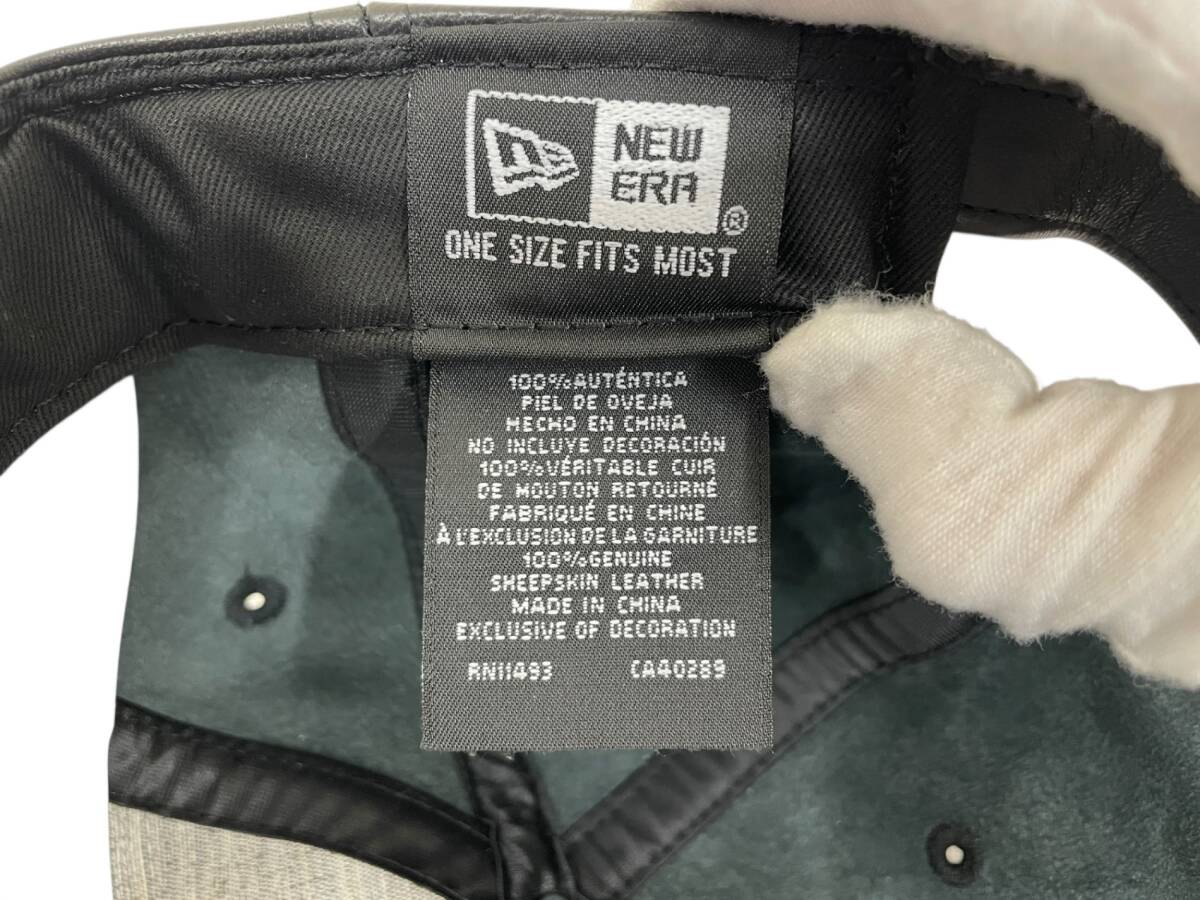 NE
NEW
ERA
®
ONE SIZE FITS MOST
100%AUTÉNTICA
PIEL DE OVEJA
HECHO EN CHINA
NO INCLUYE DECORACIÓN
100%VÉRITABLE CUIR
DE MOUTON RETOURNÉ
FABRIQUÉ EN CHINE
À L'EXCLUSION DE LA GARNITURE
100%GENUINE
SHEEPSKIN LEATHER
MADE IN CHINA
EXCLUSIVE OF DECORATION
RN11493 CA40289